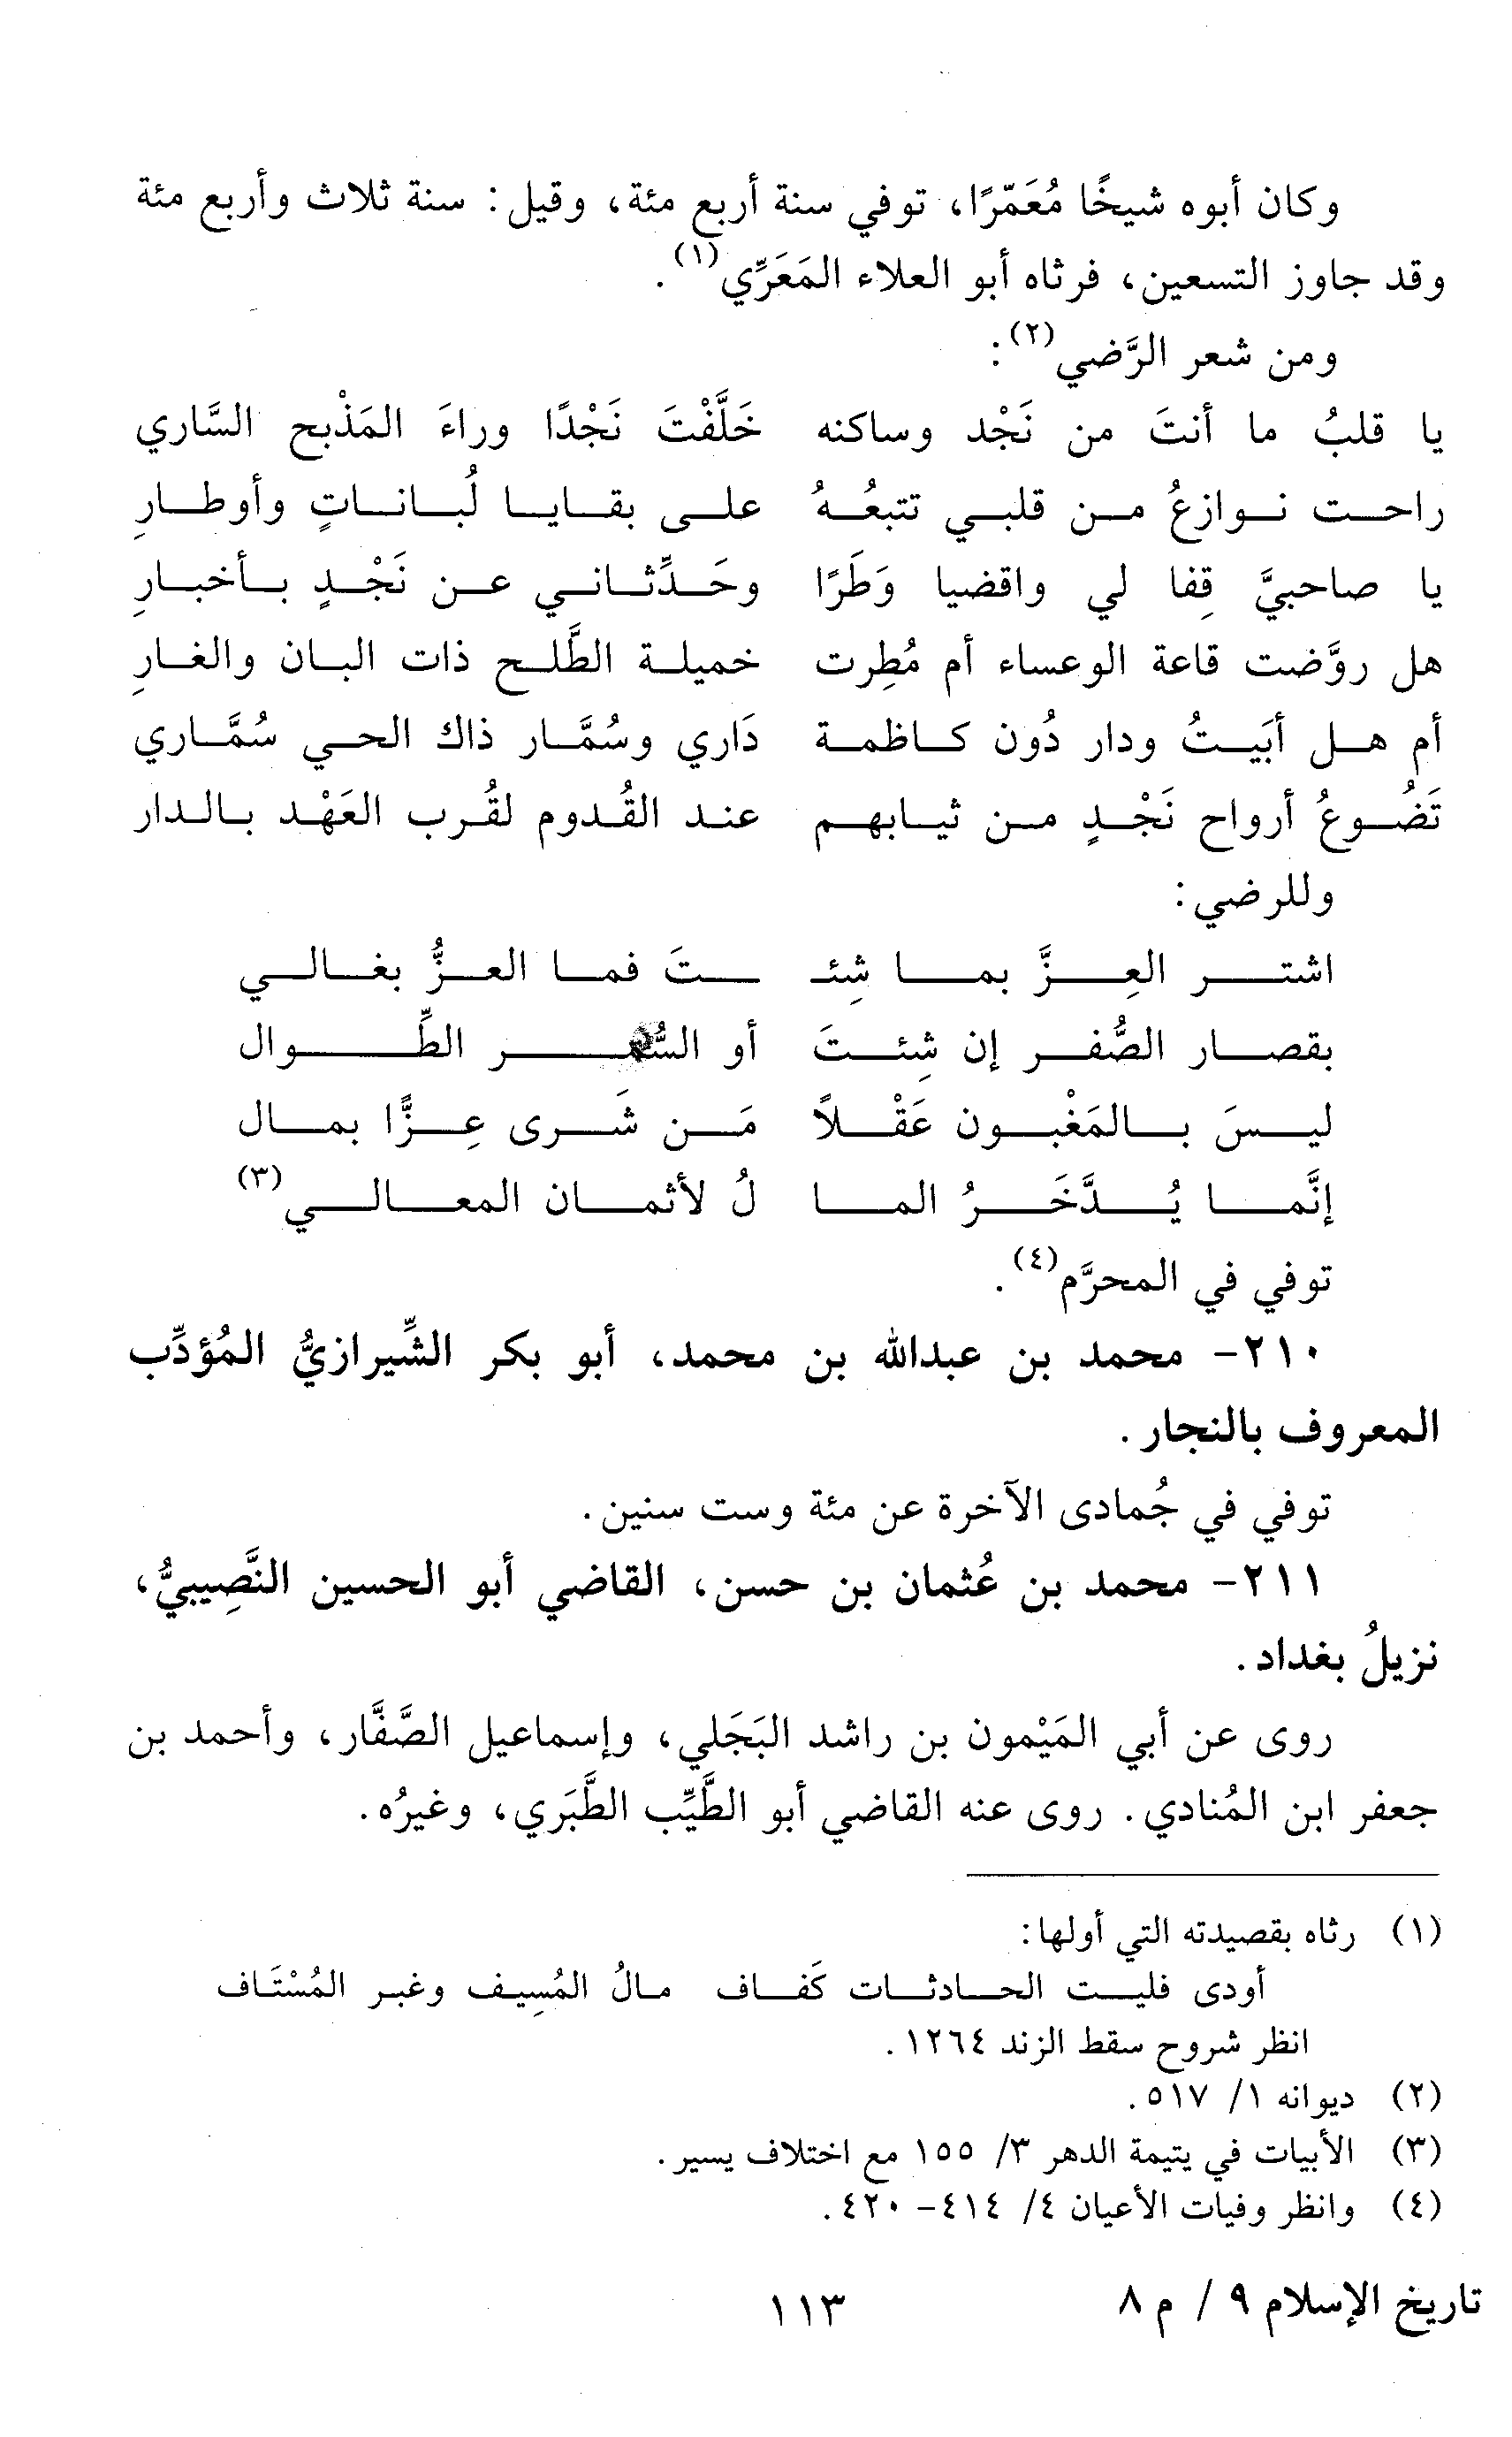 وكان أبوه شيخًا مُعَمّرًا، توفي سنة أربع مئة، وقيل: سنة ثلاث وأربع مئة
وقد جاوز التسعين، فرثاه أبو العلاء المَعَرِّي(١).
ومن شعر الرَّضي(٢):
يا قلبُ ما أنتَ من نَجْد وساكنه خَلَّفْتَ نَجْدًا وراءَ المَذْبح السَّاري
راحت نوازعُ من قلبي تتبعُهُ على بقايا لُباناتٍ وأوطارِ
يا صاحبيَّ قِفا لي واقضيا وَطَرًا وحَدِّثاني عن نَجْدٍ بأخبارِ
هل روَّضت قاعة الوعساء أم مُطِرت خميلة الطَّلح ذات البان والغارِ
أم هل أبَيتُ ودار دُون كاظمة دَاري وسُمَّار ذاك الحي سُمَّاري
تَضُوعُ أرواح نَجْدٍ من ثيابهم عند القُدوم لقُرب العَهْد بالدار
وللرضي:
اشتر العِزَّ بما شِئـ ـتَ فما العزُّ بغالي
بقصار الصُّفر إن شِئتَ أو السُّمر الطِّوال
ليسَ بالمَغْبون عَقْلاً مَن شَرى عِزًّا بمال
إنَّما يُدَّخَرُ الما لُ لأثمان المعالي(٣)
توفي في المحرَّم(٤).
٢١٠- محمد بن عبدالله بن محمد، أبو بكر الشِّيرازيُّ المُؤدِّب
المعروف بالنجار.
توفي في جُمادى الآخرة عن مئة وست سنين.
٢١١- محمد بن عُثمان بن حسن، القاضي أبو الحسين النَّصِيبيُّ،
نزيلُ بغداد.
روى عن أبي المَيْمون بن راشد البَجَلي، وإسماعيل الصَّفَّار، وأحمد بن
جعفر ابن المُنادي. روى عنه القاضي أبو الطَّيِّب الطَّبَري، وغيرُه.
(١) رثاه بقصيدته التي أولها:
أودى فليت الحادثات كَفاف مالُ المُسِيف وغبر المُسْتَاف
انظر شروح سقط الزند ١٢٦٤.
(٢) ديوانه ١/ ٥١٧.
(٣) الأبيات في يتيمة الدهر ٣/ ١٥٥ مع اختلاف يسير.
(٤) وانظر وفيات الأعيان ٤/ ٤١٤- ٤٢٠.
تاريخ الإسلام ٩ / م ٨
١١٣